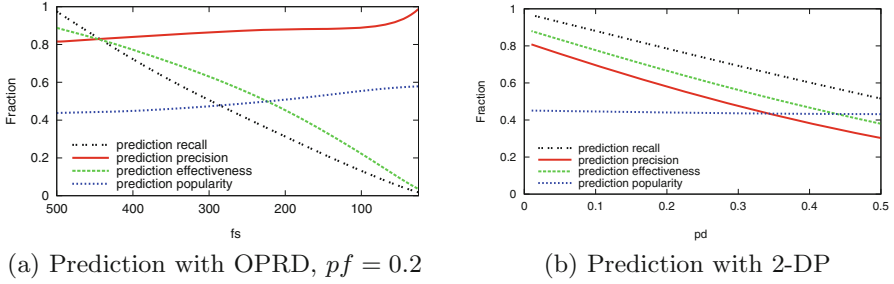 1
0.8
0.6
0.4
0.2
0
Fraction
prediction recall
prediction precision
prediction effectiveness
prediction popularity
500 400 300 200 100
fs
(a) Prediction with OPRD, pf = 0.2
1
0.8
0.6
0.4
0.2
0
Fraction
prediction recall
prediction precision
prediction effectiveness
prediction popularity
0 0.1 0.2 0.3 0.4 0.5
pd
(b) Prediction with 2-DP